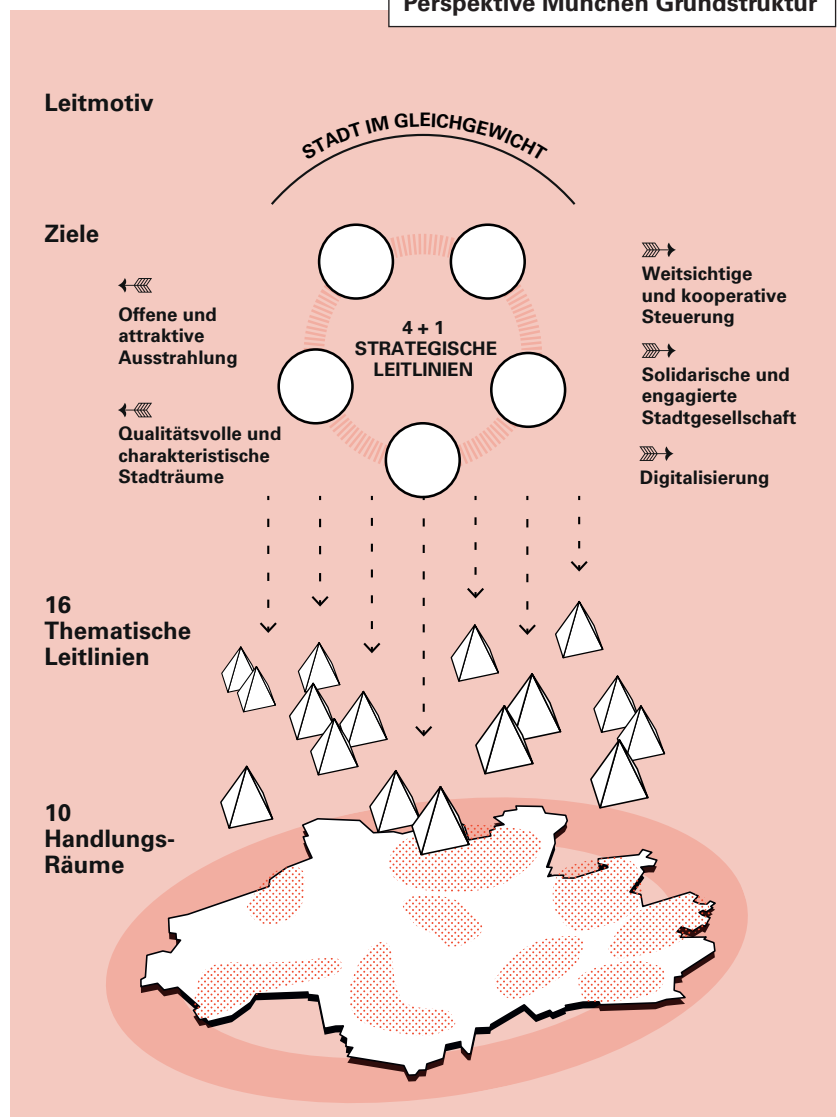 Perspektive München Grundstruktur
Leitmotiv
STADT IM GLEICHGEWICHT
Ziele
Offene und
attraktive
Ausstrahlung
Qualitätsvolle und
charakteristische
Stadträume
4 + 1
STRATEGISCHE
LEITLINIEN
Weitsichtige
und kooperative
Steuerung
Solidarische und
engagierte
Stadtgesellschaft
Digitalisierung
16
Thematische
Leitlinien
10
Handlungs-
Räume